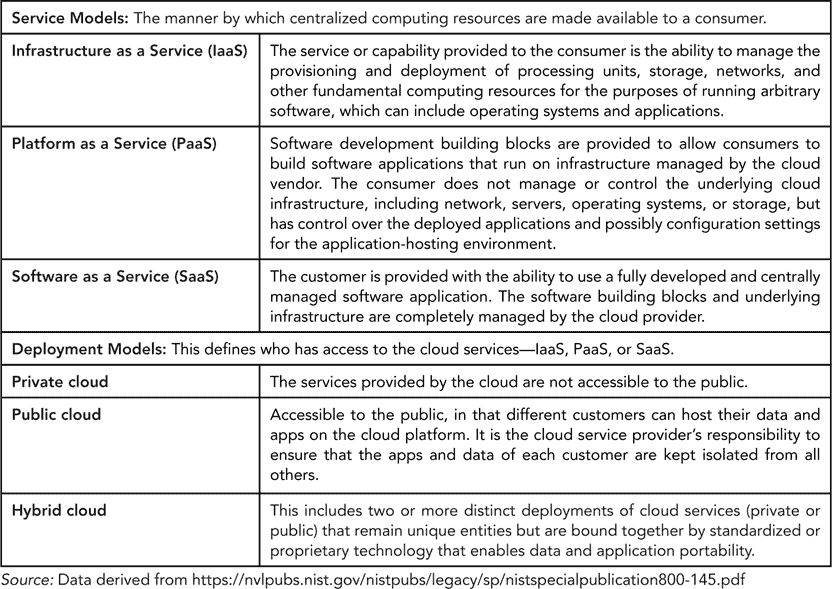 Service Models: The manner by which centralized computing resources are made available to a consumer.
Infrastructure as a Service (IaaS)
The service or capability provided to the consumer is the ability to manage the
provisioning and deployment of processing units, storage, networks, and
other fundamental computing resources for the purposes of running arbitrary
software, which can include operating systems and applications.
Platform as a Service (PaaS)
Software development building blocks are provided to allow consumers to
build software applications that run on infrastructure managed by the cloud
vendor. The consumer does not manage or control the underlying cloud
infrastructure, including network, servers, operating systems, or storage, but
has control over the deployed applications and possibly configuration settings
for the application-hosting environment.
Software as a Service (SaaS)
The customer is provided with the ability to use a fully developed and centrally
managed software application. The software building blocks and underlying
infrastructure are completely managed by the cloud provider.
Deployment Models: This defines who has access to the cloud services—IaaS, PaaS, or SaaS.
Private cloud
The services provided by the cloud are not accessible to the public.
Public cloud
Accessible to the public, in that different customers can host their data and
apps on the cloud platform. It is the cloud service provider's responsibility to
ensure that the apps and data of each customer are kept isolated from all
others.
Hybrid cloud
This includes two or more distinct deployments of cloud services (private or
public) that remain unique entities but are bound together by standardized or
proprietary technology that enables data and application portability.
Source: Data derived from https://nvlpubs.nist.gov/nistpubs/legacy/sp/nistspecialpublication800-145.pdf